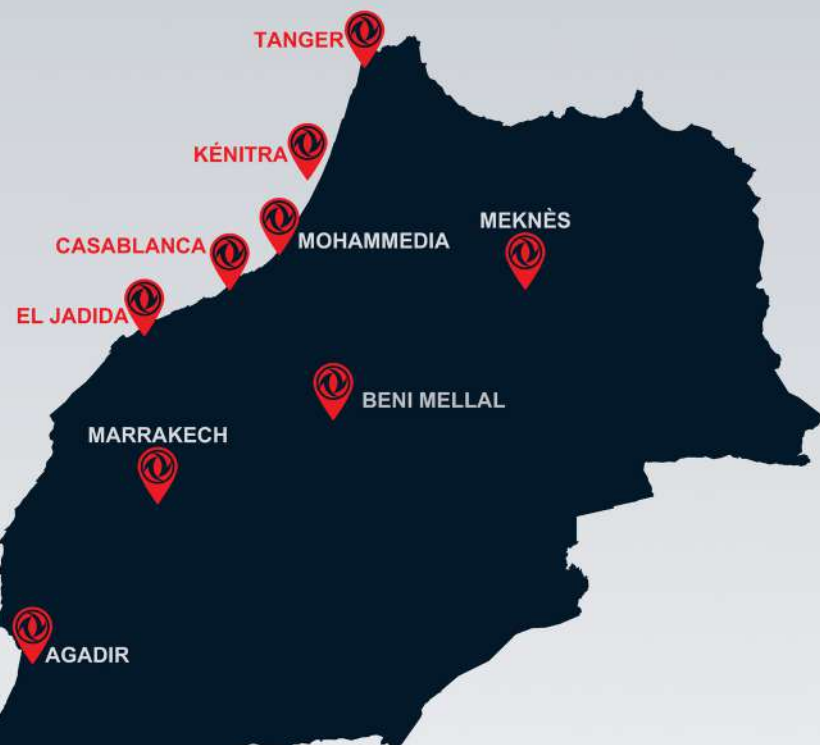 TANGER
KÉNITRA
MOHAMMEDIA
MEKNÈS
CASABLANCA
EL JADIDA
BENI MELLAL
MARRAKECH
AGADIR